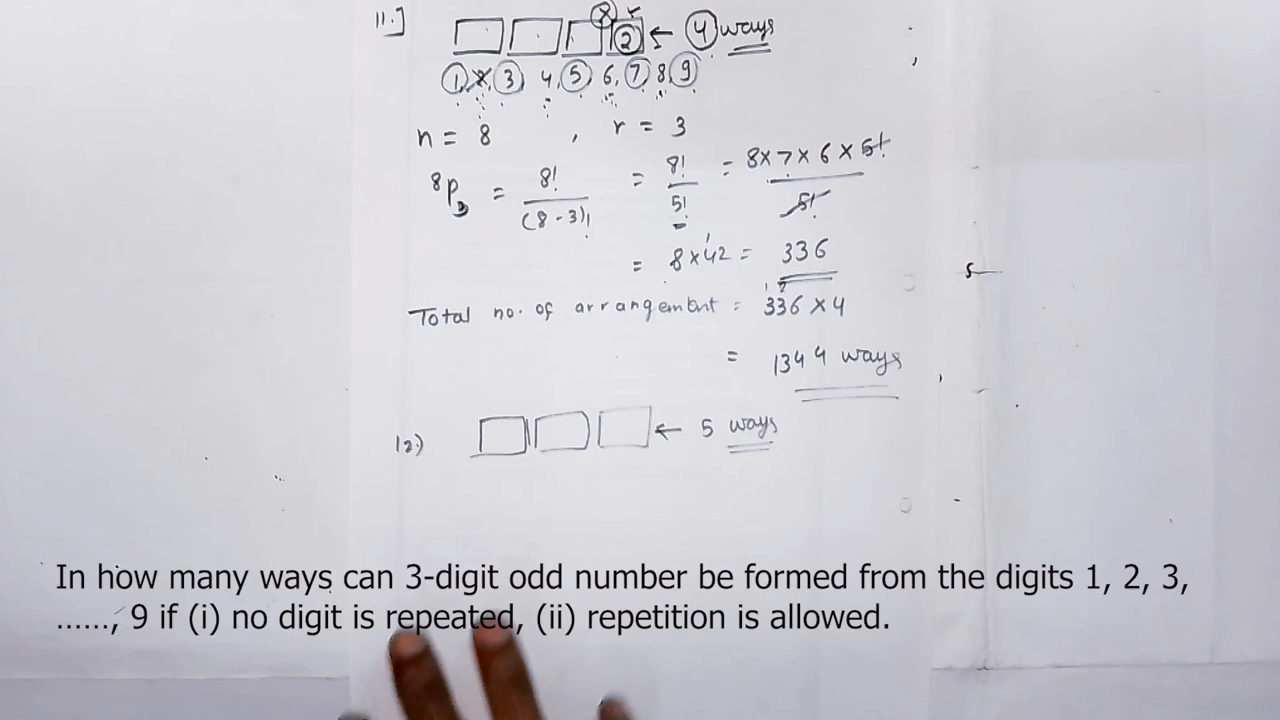 11.]
8
2 ← 4 ways
1, 2, 3, 4, 5, 6, 7, 8, 9
n = 8 , r = 3
⁸P₃ = 8! / (8-3)! = 8! / 5! = 8 x 7 x 6 x 5! / 5!
= 8 x 42 = 336
Total no. of arrangement = 336 x 4
= 1344 ways
12.) ← 5 ways
In how many ways can 3-digit odd number be formed from the digits 1, 2, 3,
......, 9 if (i) no digit is repeated, (ii) repetition is allowed.